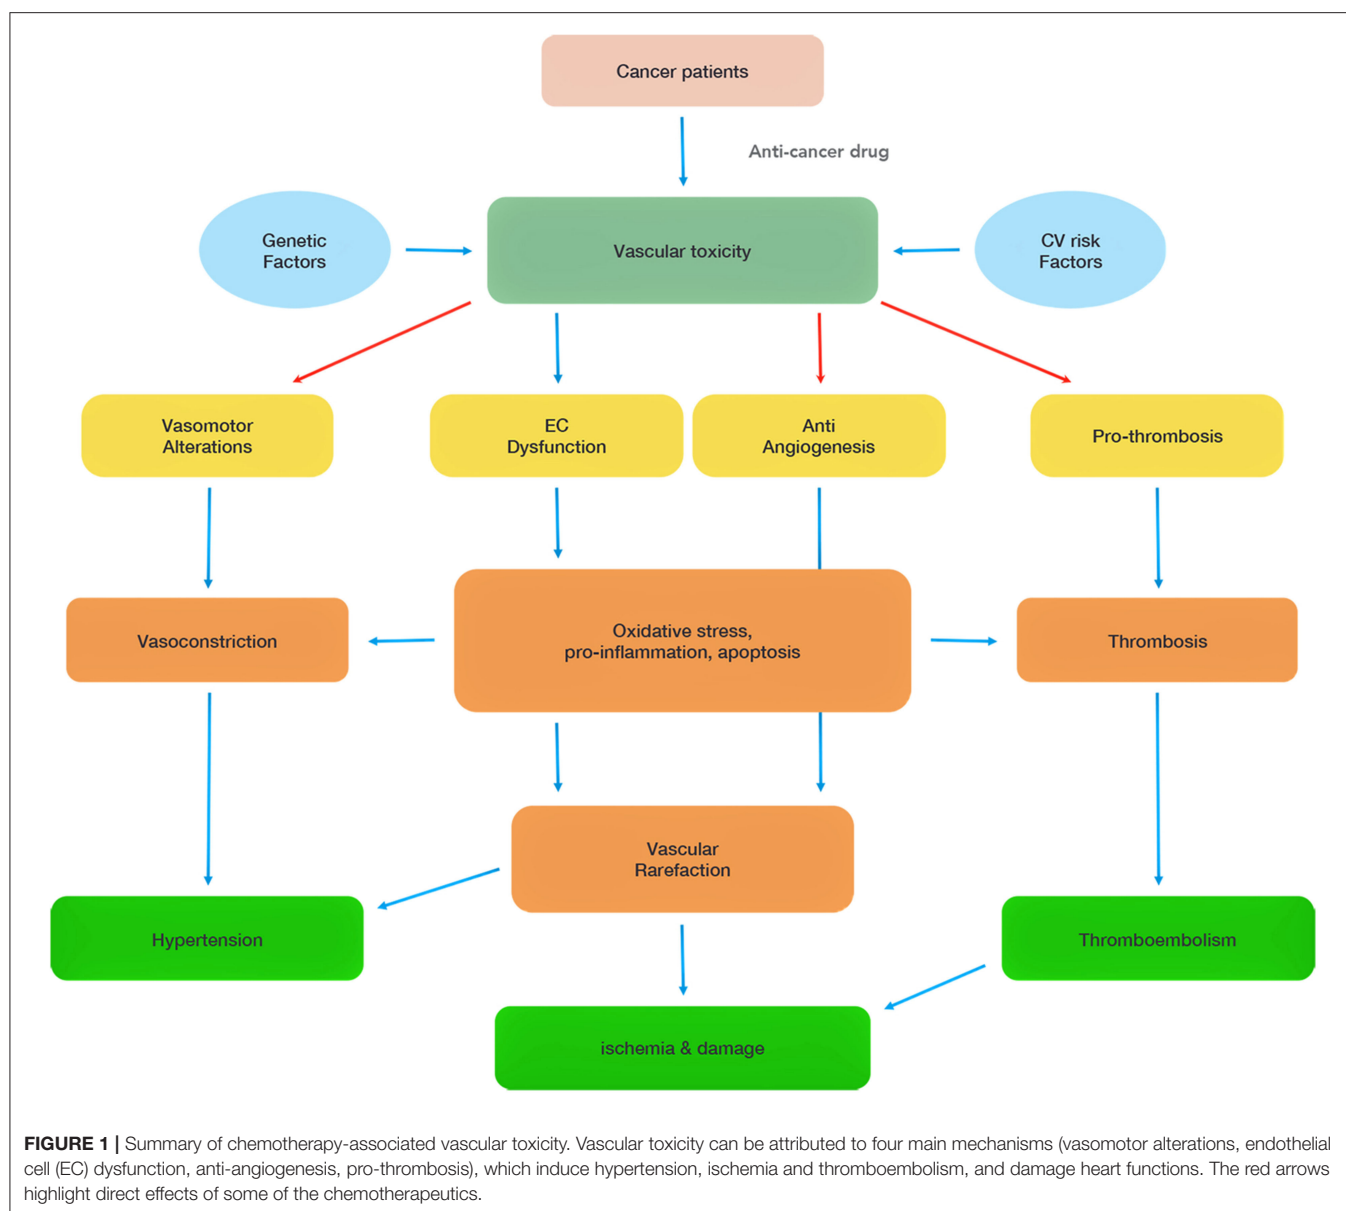 Cancer patients
Anti-cancer drug
Genetic
Factors
Vascular toxicity
CV risk
Factors
Vasomotor
Alterations
EC
Dysfunction
Anti
Angiogenesis
Pro-thrombosis
Vasoconstriction
Oxidative stress,
pro-inflammation, apoptosis
Thrombosis
Vascular
Rarefaction
Hypertension
Thromboembolism
ischemia & damage
FIGURE 1 | Summary of chemotherapy-associated vascular toxicity. Vascular toxicity can be attributed to four main mechanisms (vasomotor alterations, endothelial
cell (EC) dysfunction, anti-angiogenesis, pro-thrombosis), which induce hypertension, ischemia and thromboembolism, and damage heart functions. The red arrows
highlight direct effects of some of the chemotherapeutics.